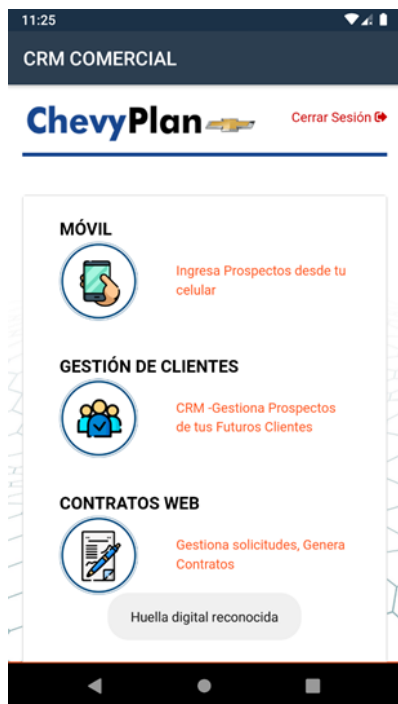 11:25
CRM COMERCIAL
ChevyPlan
Cerrar Sesión
MÓVIL
Ingresa Prospectos desde tu
celular
GESTIÓN DE CLIENTES
CRM -Gestiona Prospectos
de tus Futuros Clientes
CONTRATOS WEB
Gestiona solicitudes, Genera
Contratos
Huella digital reconocida